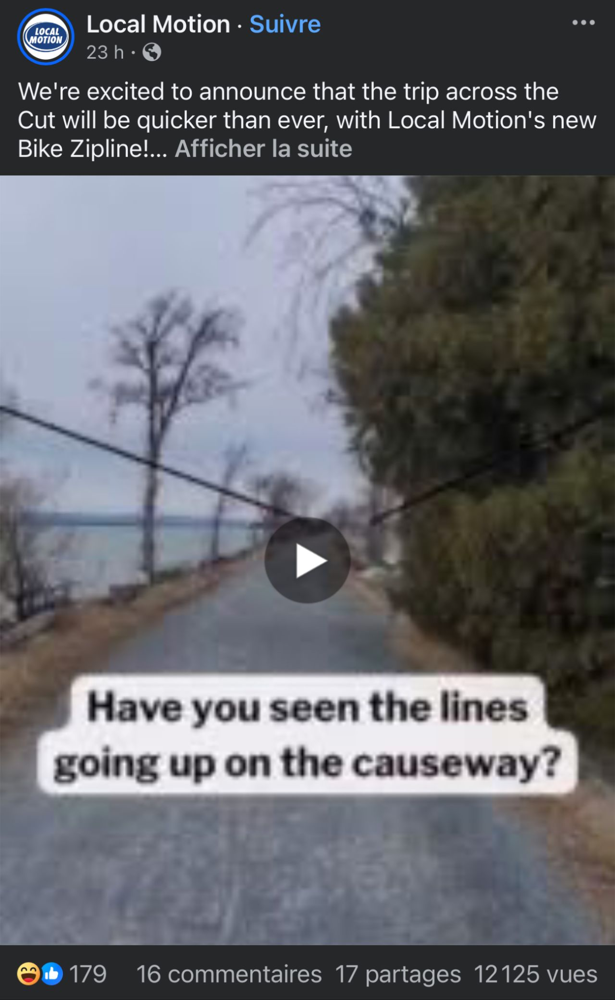 LOCAL
MOTION
Local Motion · Suivre
23 h ·
We're excited to announce that the trip across the
Cut will be quicker than ever, with Local Motion's new
Bike Zipline!... Afficher la suite
Have you seen the lines
going up on the causeway?
179 16 commentaires 17 partages 12 125 vues